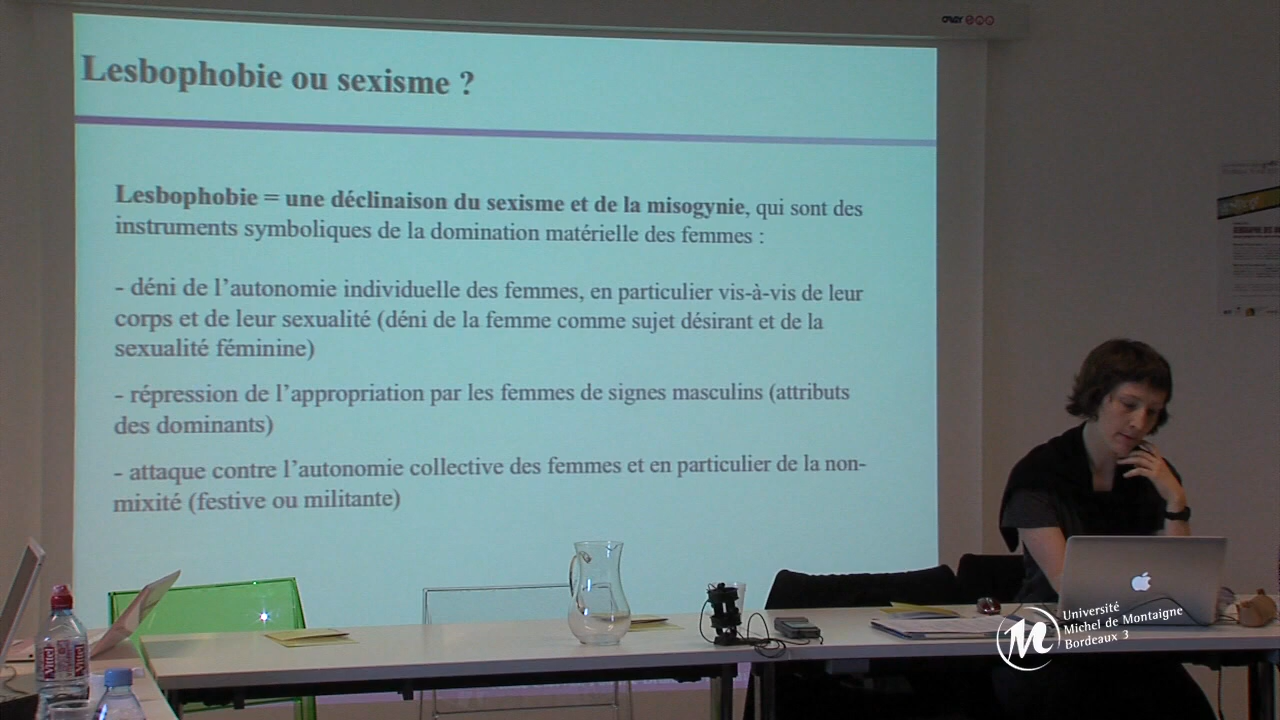 Lesbophobie ou sexisme ?
Lesbophobie = une déclinaison du sexisme et de la misogynie, qui sont des
instruments symboliques de la domination matérielle des femmes :
- déni de l’autonomie individuelle des femmes, en particulier vis-à-vis de leur
corps et de leur sexualité (déni de la femme comme sujet désirant et de la
sexualité féminine)
- répression de l’appropriation par les femmes de signes masculins (attributs
des dominants)
- attaque contre l’autonomie collective des femmes et en particulier de la non-
mixité (festive ou militante)
Vittel
Vittel
Université
Michel de Montaigne
Bordeaux 3